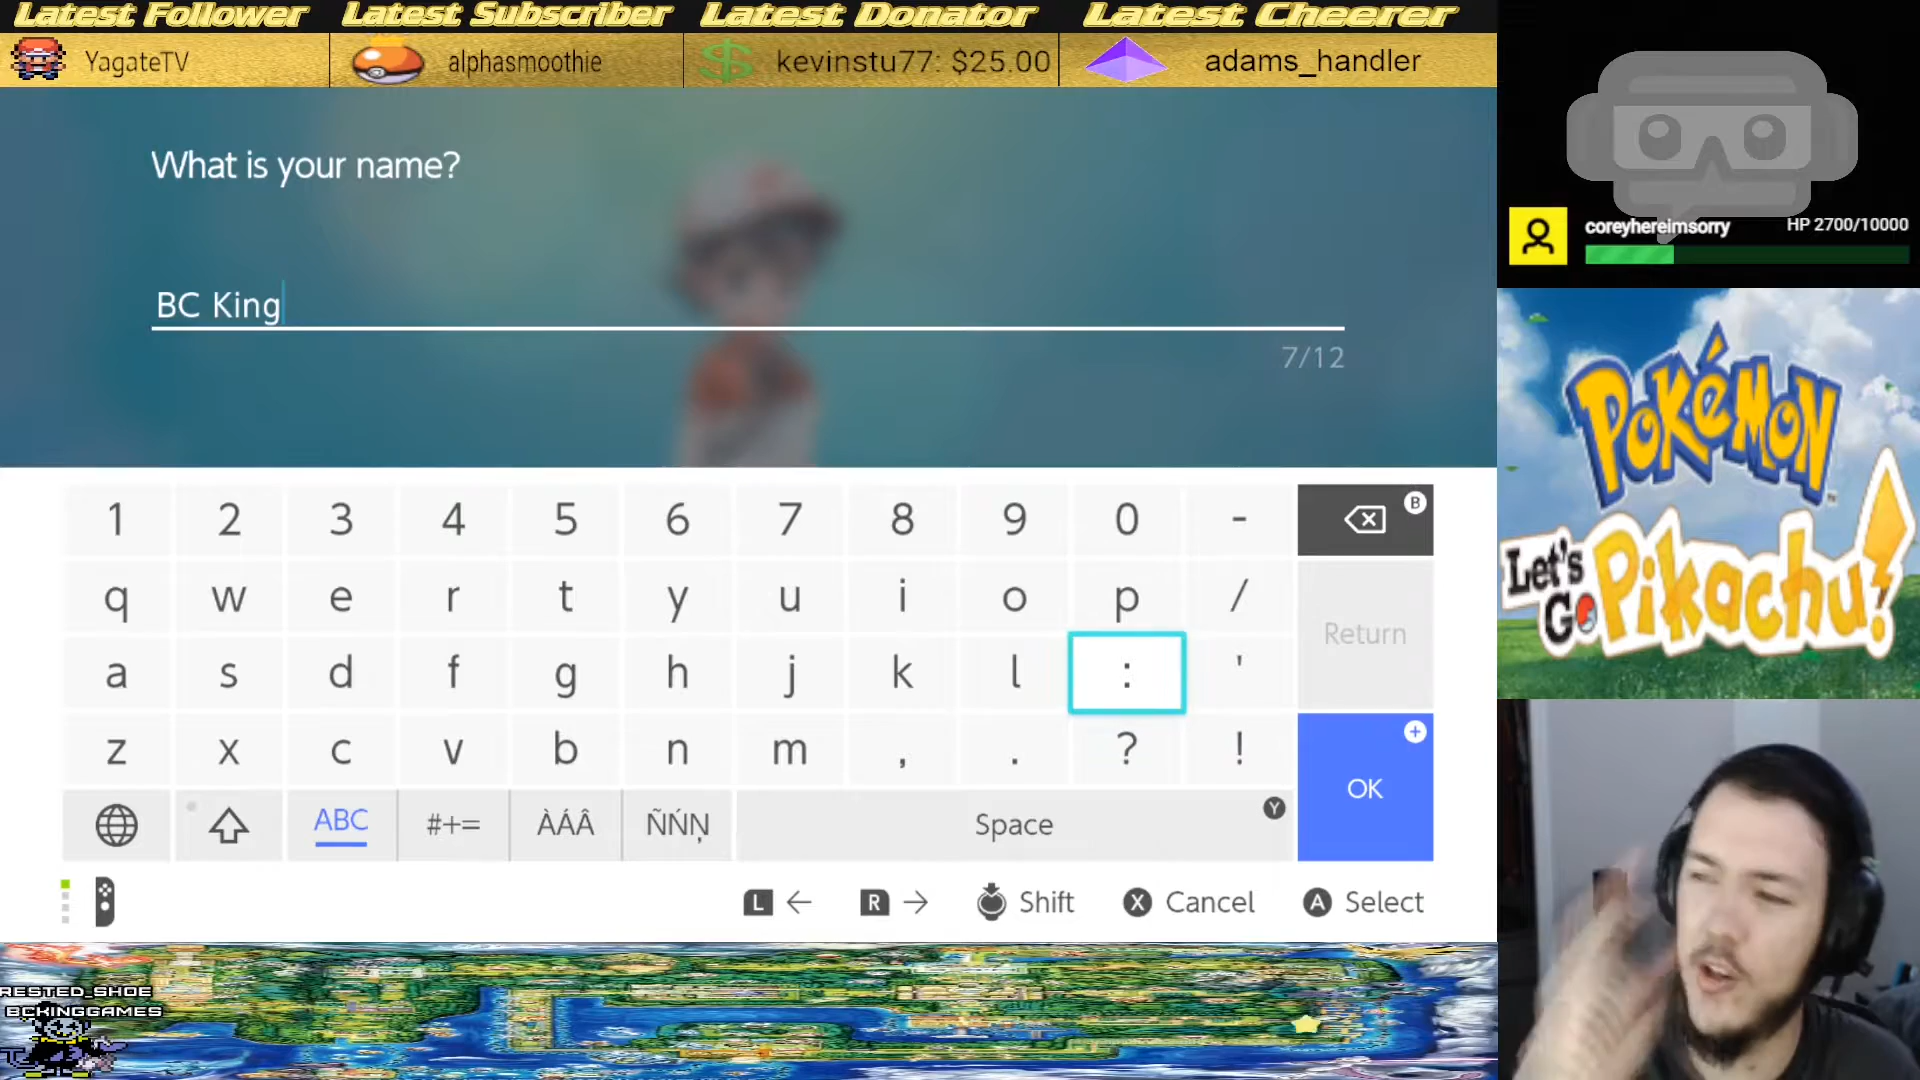 Latest Follower Latest Subscriber Latest Donator Latest Cheerer
YagateTV alphasmoothie kevinstu77: $25.00 adams_handler
coreyhereimsorry HP 2700/10000
What is your name?
BC King
7/12
1 2 3 4 5 6 7 8 9 0 - B
q w e r t y u i o p / Return
a s d f g h j k l : '
z x c v b n m , . ? ! OK
ABC #+= ÀÁÂ ÑŃŅ Space Y
L ← R → Shift X Cancel A Select
POKéMON
Let's Go Pikachu!
RESTED_SHOE
BCKINGGAMES